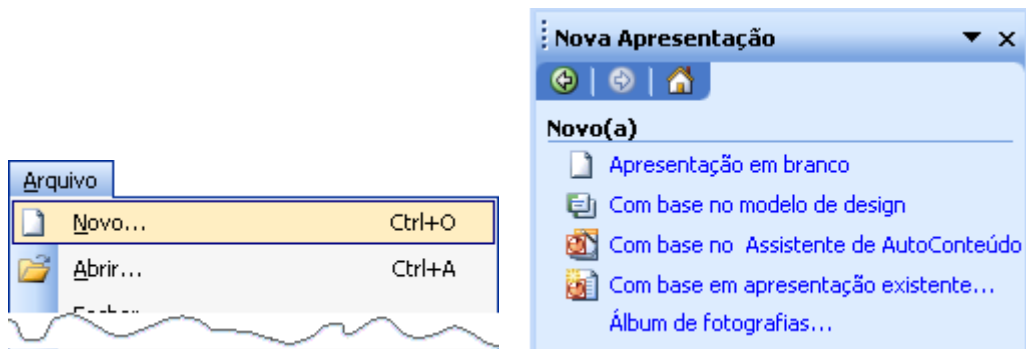 Arquivo
Novo... Ctrl+O
Abrir... Ctrl+A
Nova Apresentação
Novo(a)
Apresentação em branco
Com base no modelo de design
Com base no Assistente de AutoConteúdo
Com base em apresentação existente...
Álbum de fotografias...